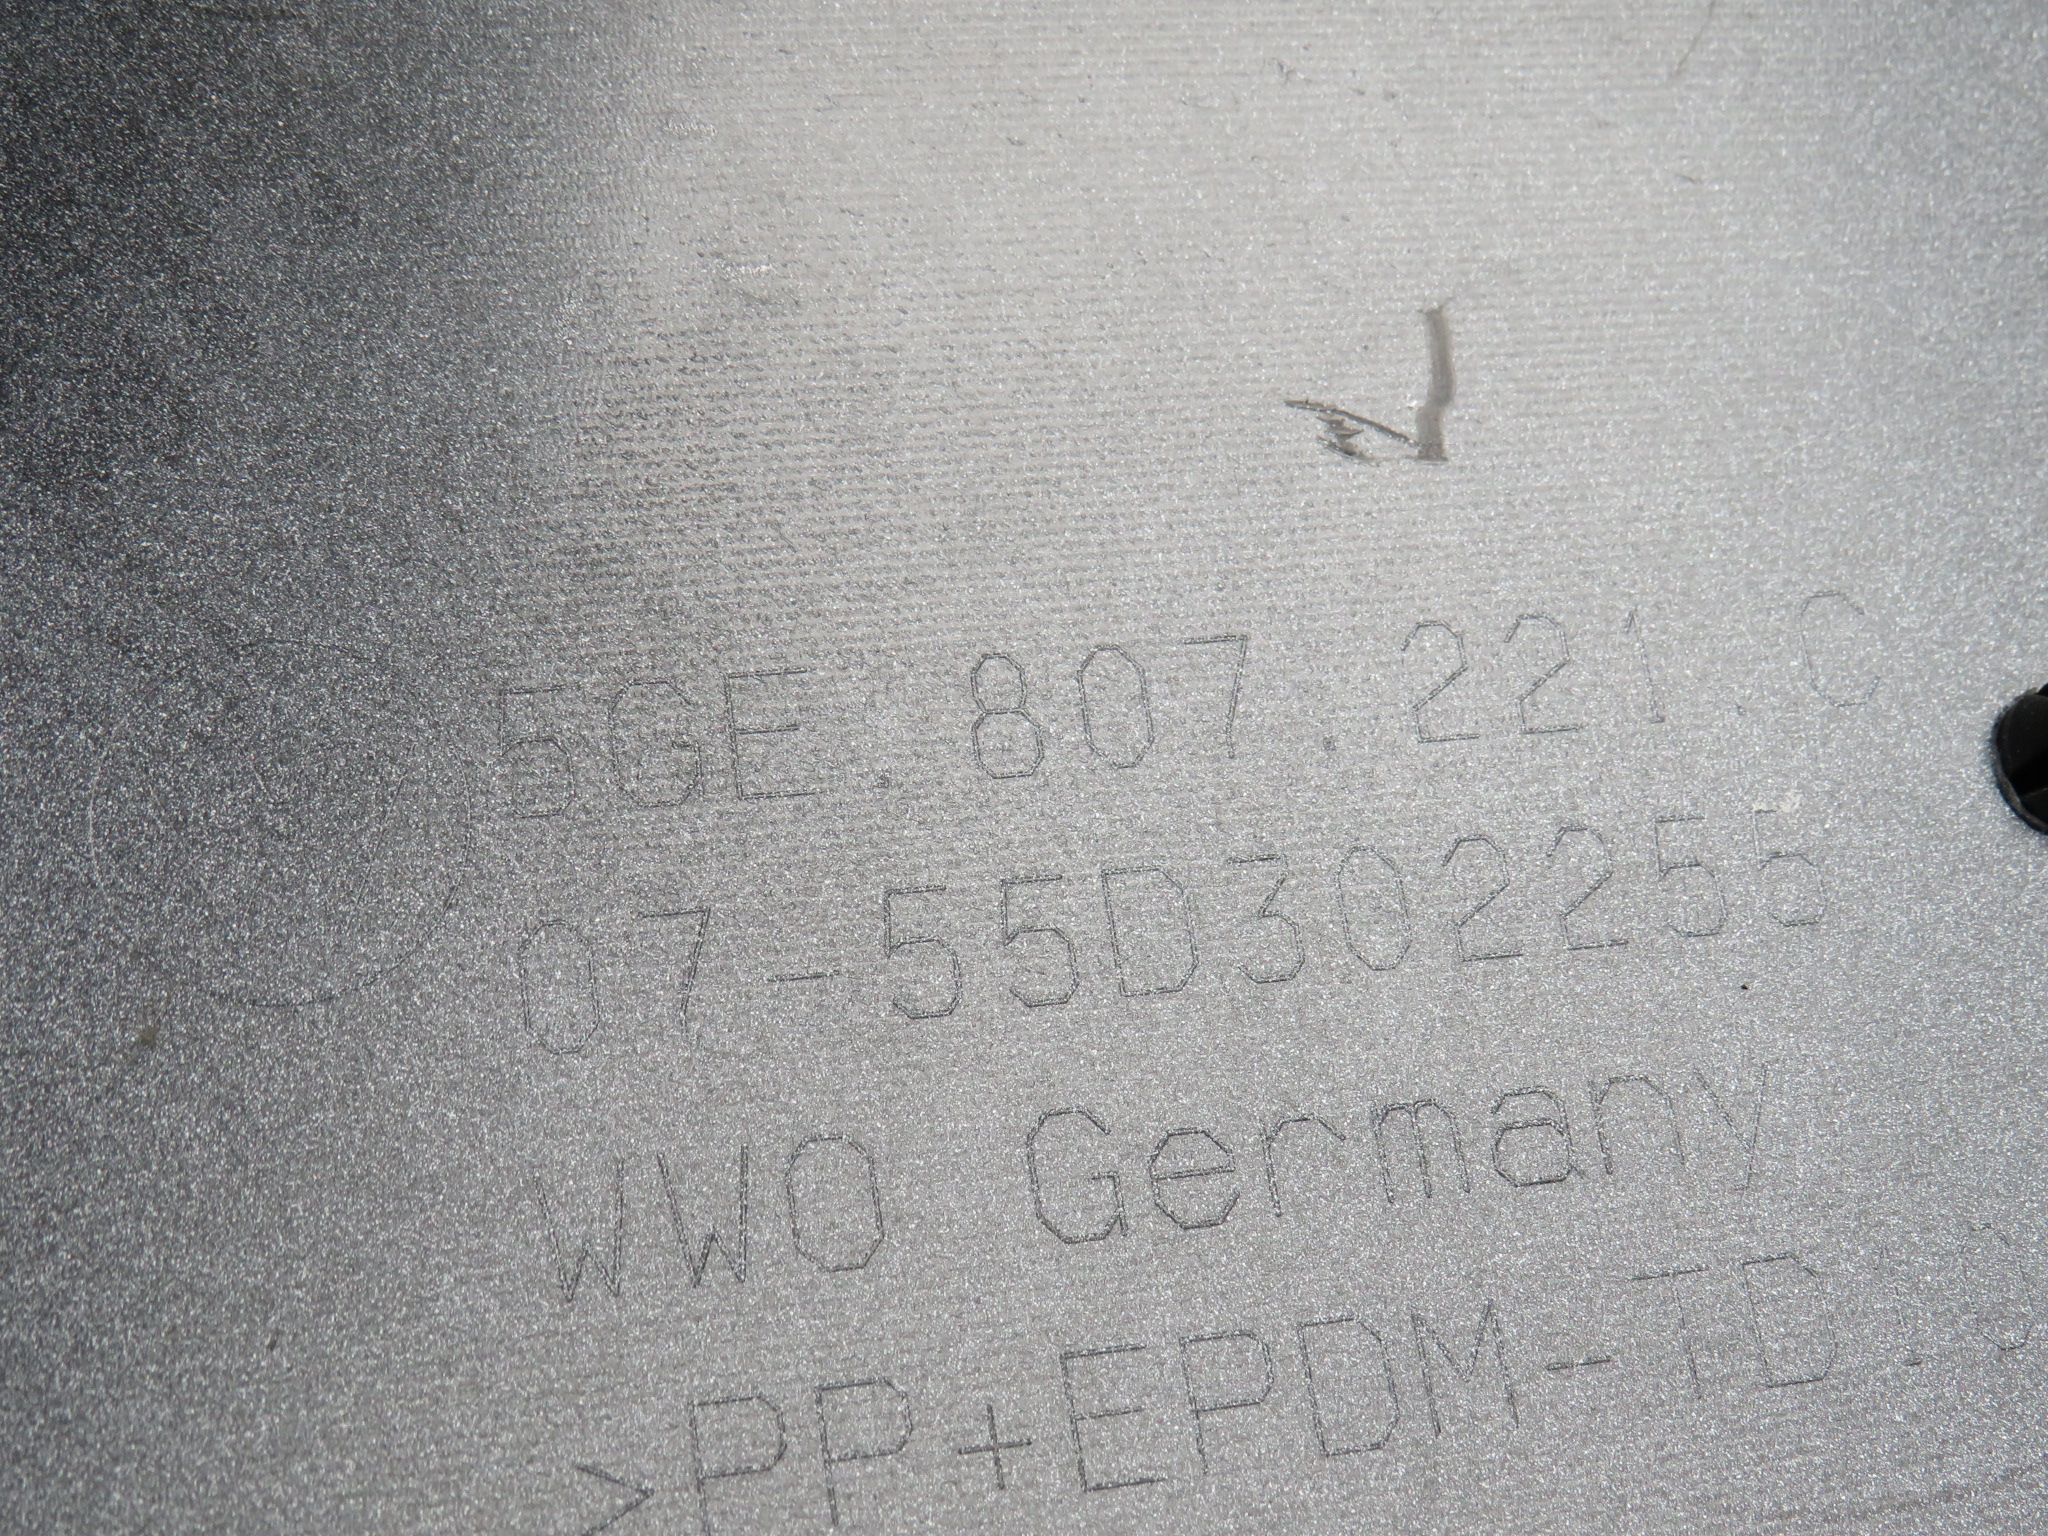 5GE.807.221.C
07-55D302255
WWO Germany
>PP+EPDM-TD